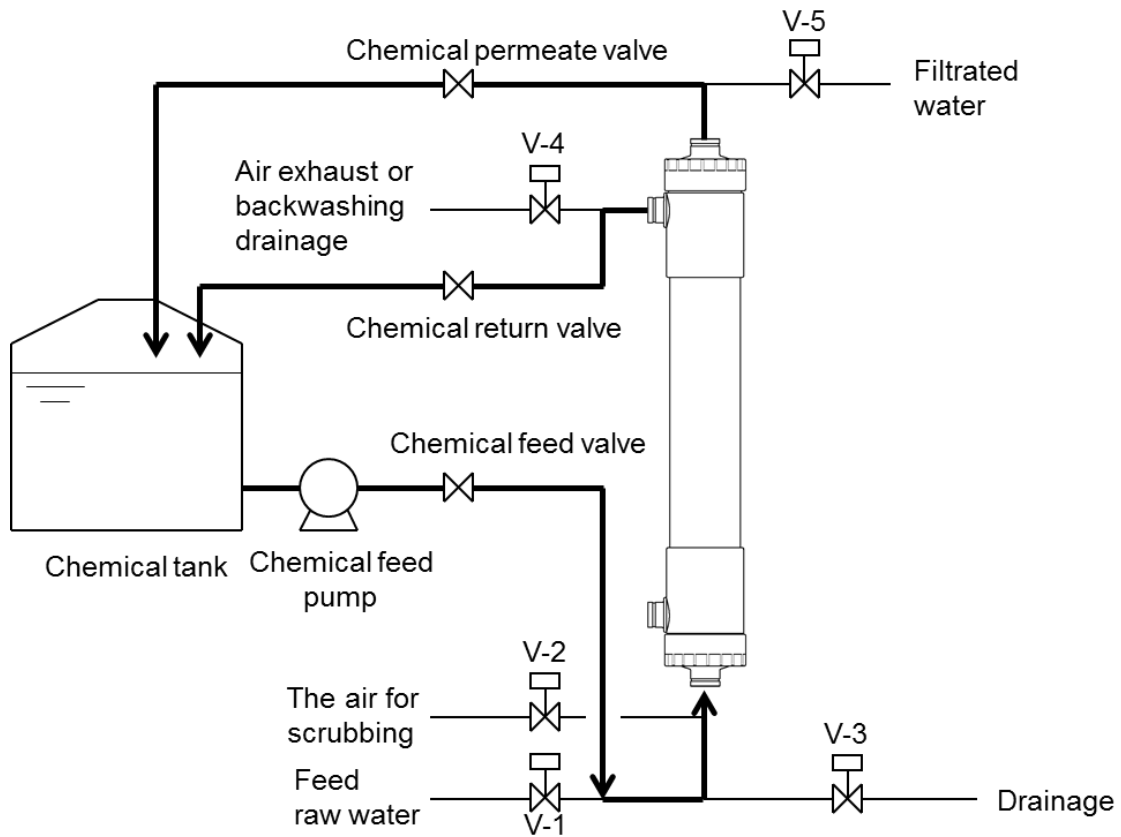 V-5
Chemical permeate valve
Filtrated
water
V-4
Air exhaust or
backwashing
drainage
Chemical return valve
Chemical feed valve
Chemical tank
Chemical feed
pump
V-2
The air for
scrubbing
V-3
Feed
raw water
V-1
Drainage